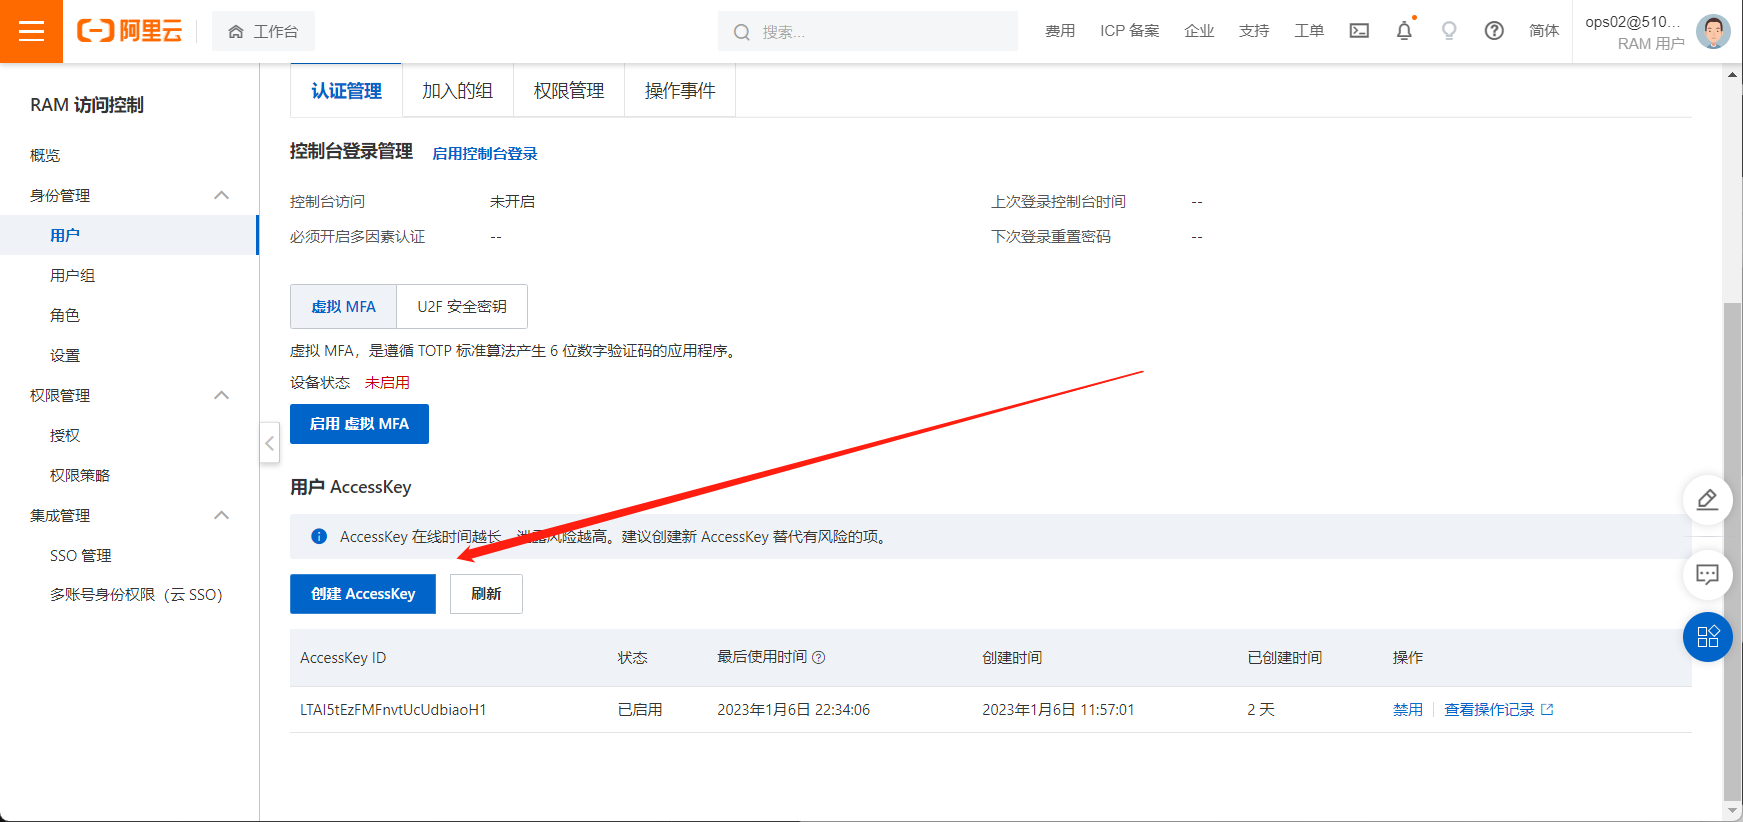 阿里云
工作台
搜索...
费用
ICP 备案
企业
支持
工单
简体
ops02@510...
RAM 用户
RAM 访问控制
概览
身份管理
用户
用户组
角色
设置
权限管理
授权
权限策略
集成管理
SSO 管理
多账号身份权限（云 SSO）
认证管理
加入的组
权限管理
操作事件
控制台登录管理 启用控制台登录
控制台访问 未开启 上次登录控制台时间 --
必须开启多因素认证 -- 下次登录重置密码 --
虚拟 MFA U2F 安全密钥
虚拟 MFA，是遵循 TOTP 标准算法产生 6 位数字验证码的应用程序。
设备状态 未启用
启用 虚拟 MFA
用户 AccessKey
AccessKey 在线时间越长，泄露风险越高。建议创建新 AccessKey 替代有风险的项。
创建 AccessKey 刷新
AccessKey ID 状态 最后使用时间 创建时间 已创建时间 操作
LTAI5tEzFMFnvtUcUdbiaoH1 已启用 2023年1月6日 22:34:06 2023年1月6日 11:57:01 2 天 禁用 查看操作记录